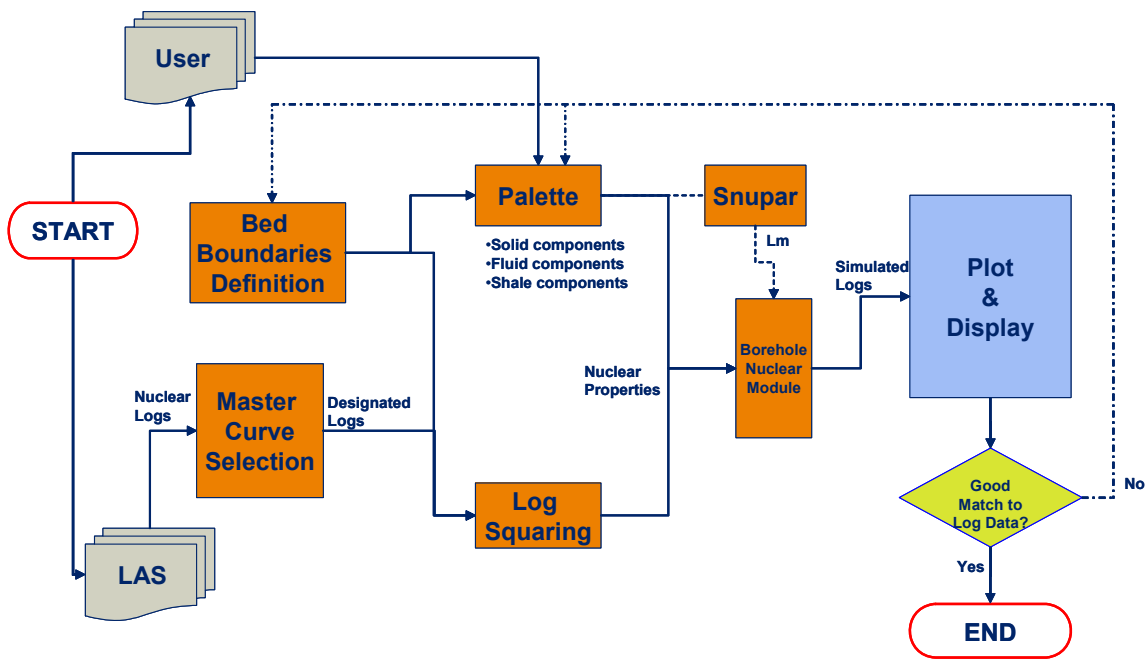 User
START
Bed
Boundaries
Definition
Palette
•Solid components
•Fluid components
•Shale components
Snupar
Lm
Simulated
Logs
Plot
&
Display
Nuclear
Logs
Master
Curve
Selection
Designated
Logs
Nuclear
Properties
Borehole
Nuclear
Module
Log
Squaring
LAS
Good
Match to
Log Data?
No
Yes
END